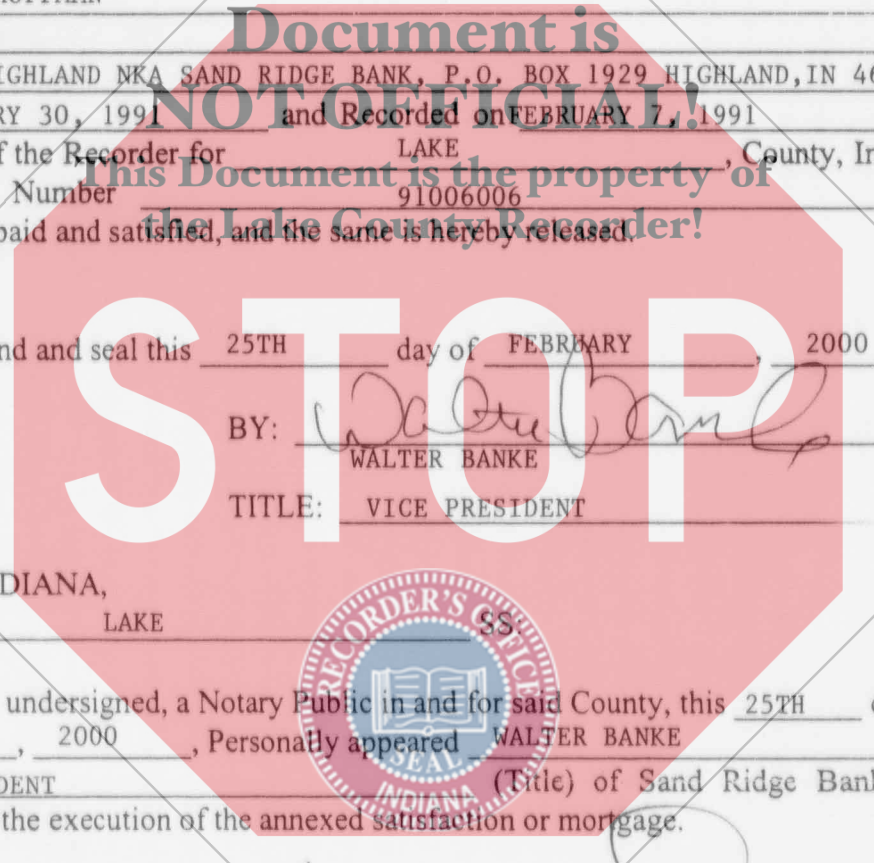 Document is
IGHLAND NKA SAND RIDGE BANK, P.O. BOX 1929 HIGHLAND,IN 46
NOT OFFICIAL!
RY 30, 1991 and Recorded on FEBRUARY 7, 1991
f the Recorder for LAKE , County, In
This Document is the property of
Number 91006006
the Lake County Recorder!
paid and satisfied, and the same is hereby released.
STOP
nd and seal this 25TH day of FEBRUARY , 2000
BY: Walter Banke
WALTER BANKE
TITLE: VICE PRESIDENT
DIANA,
LAKE SS:
RECORDER'S OFFICE
SEAL
INDIANA
undersigned, a Notary Public in and for said County, this 25TH
, 2000 , Personally appeared WALTER BANKE
DENT (Title) of Sand Ridge Bank
the execution of the annexed satisfaction or mortgage.